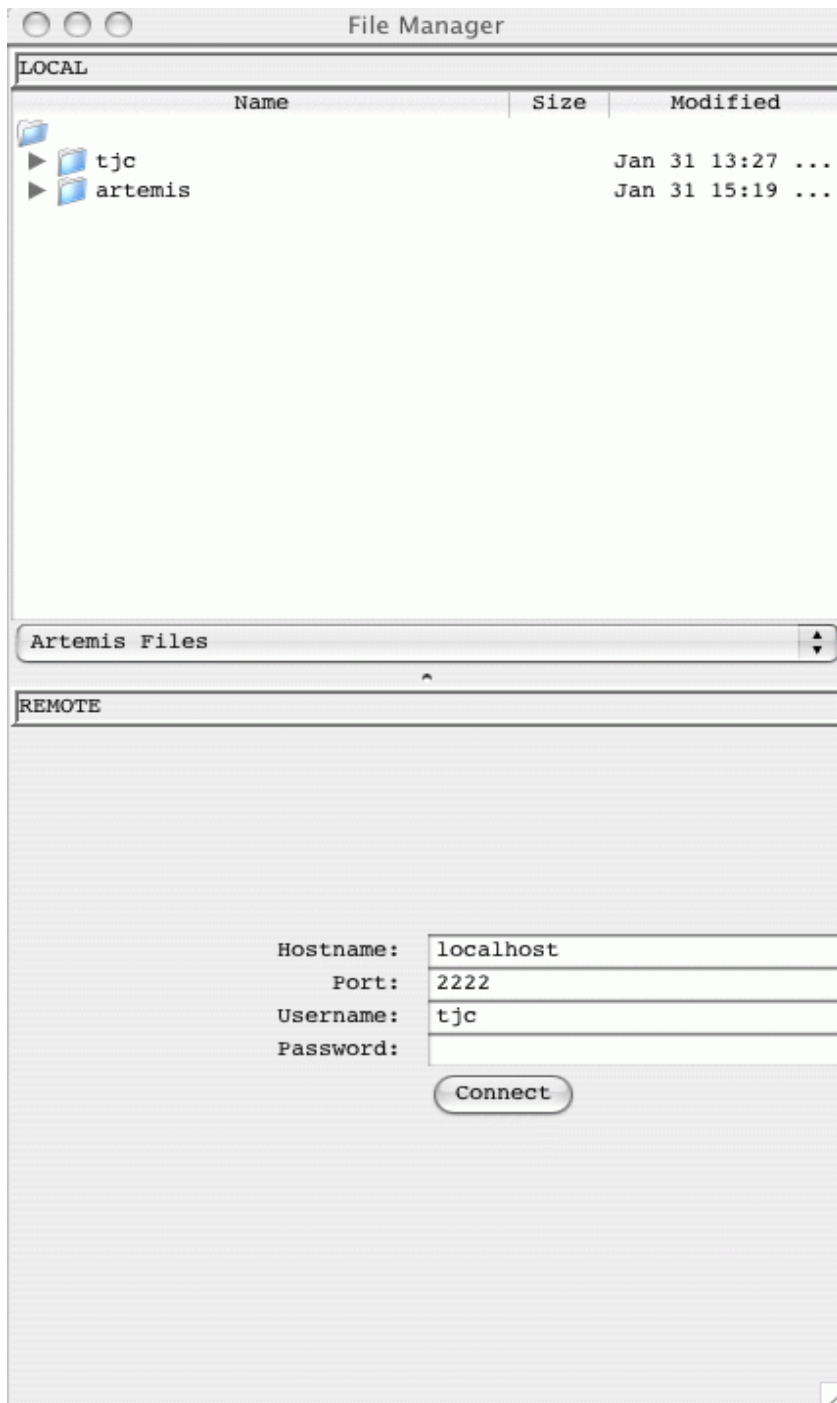 File Manager
LOCAL
Name Size Modified
tjc Jan 31 13:27 ...
artemis Jan 31 15:19 ...
Artemis Files
REMOTE
Hostname: localhost
Port: 2222
Username: tjc
Password:
Connect